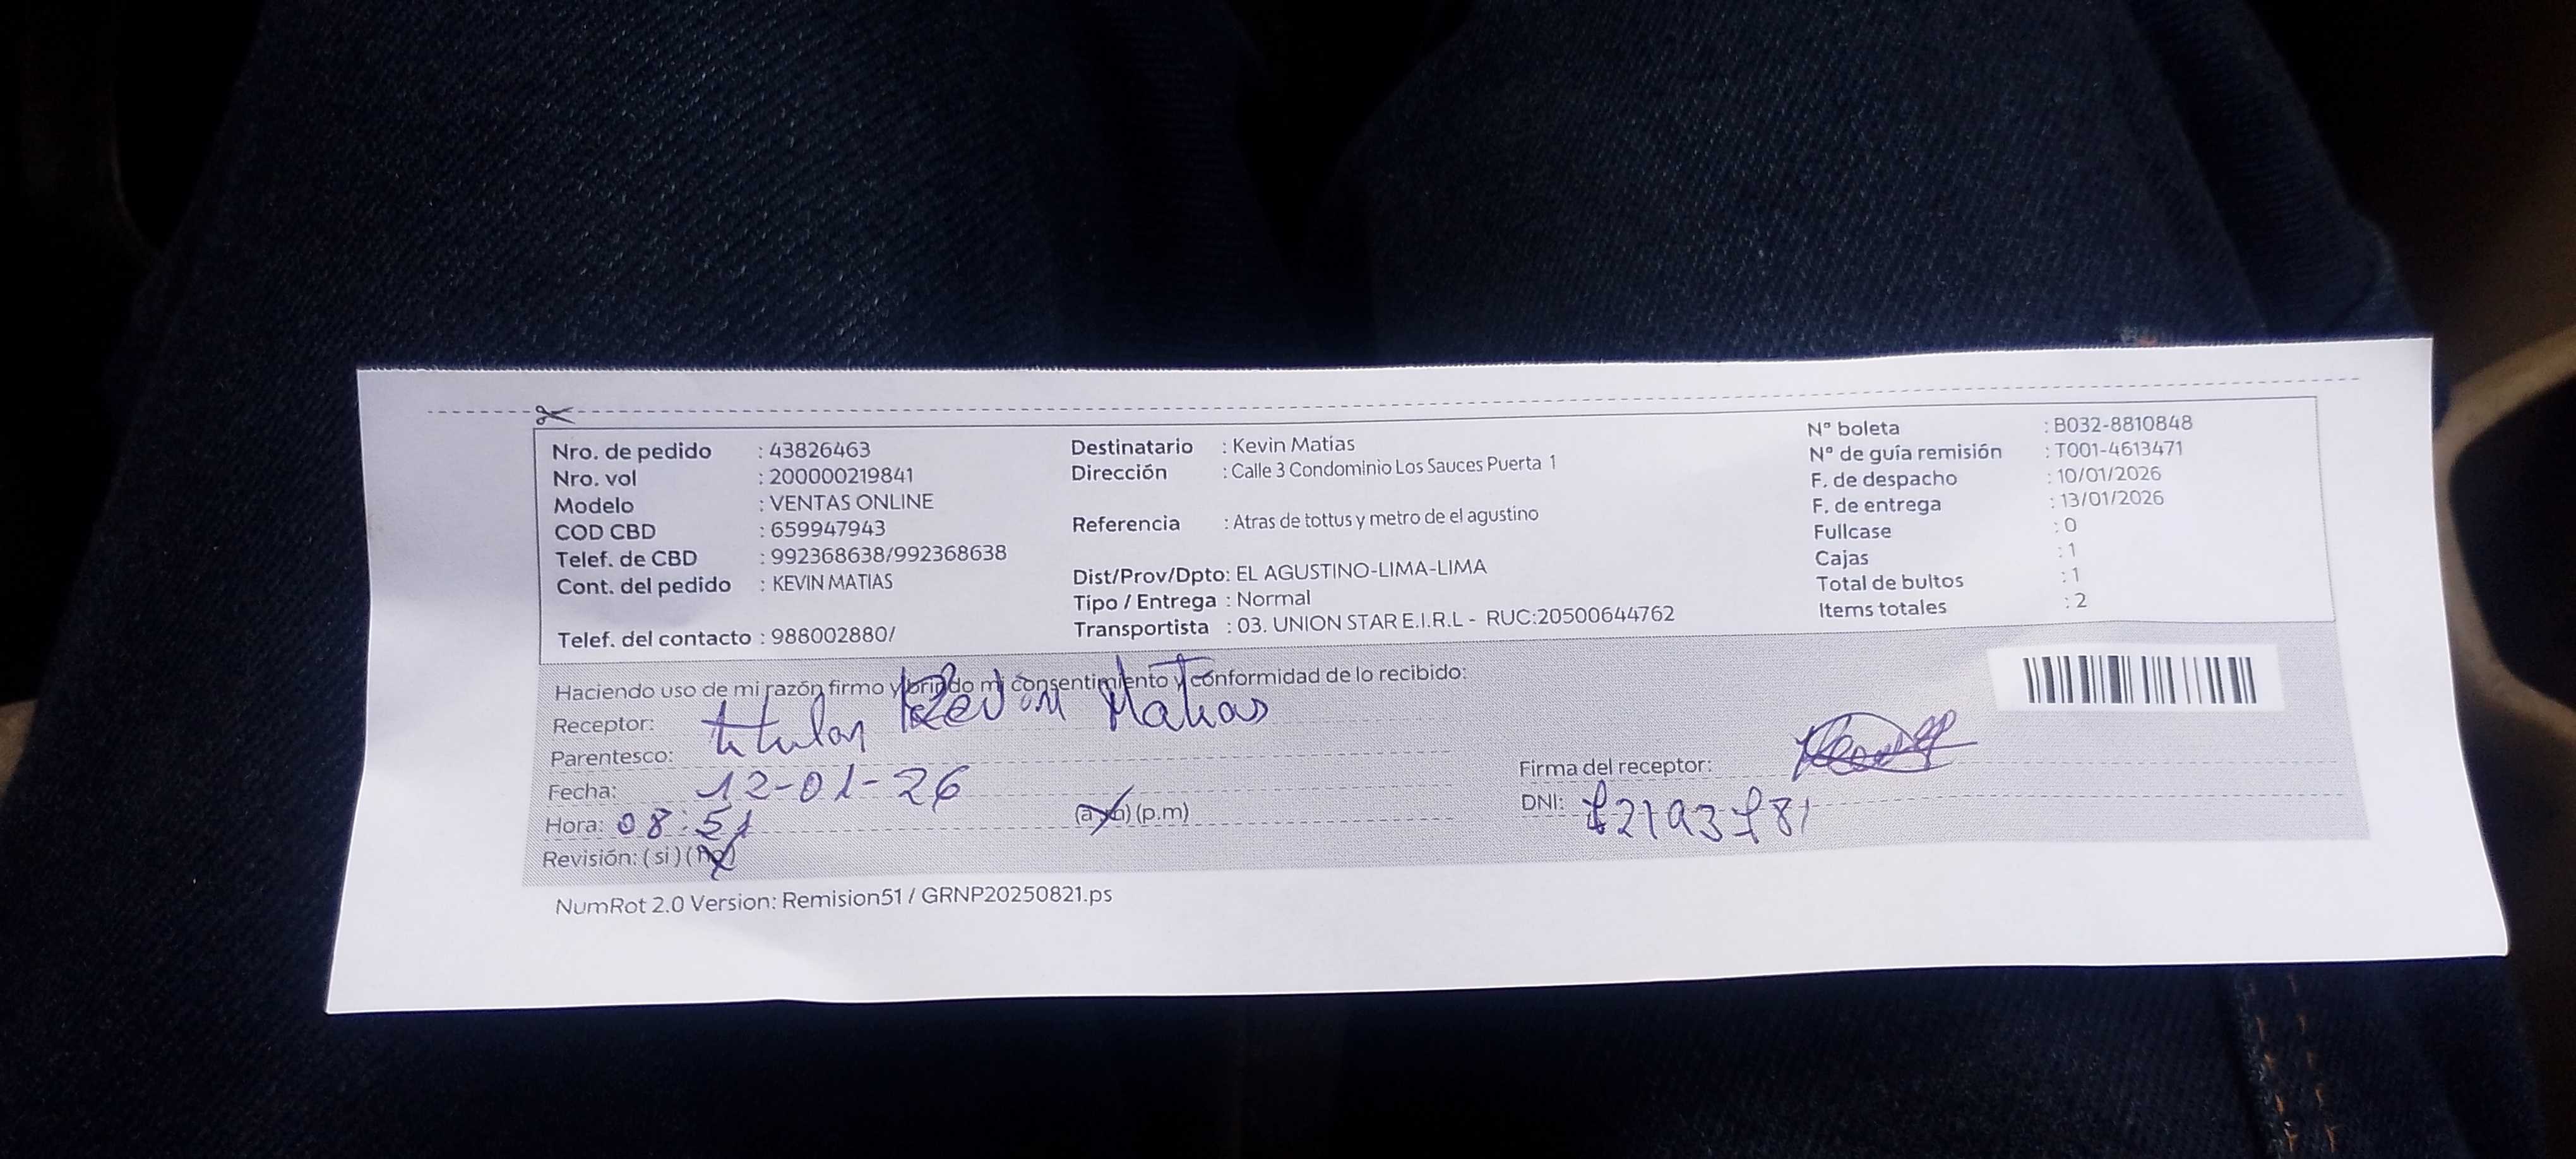 Nro. de pedido : 43826463
Nro. vol : 200000219841
Modelo : VENTAS ONLINE
COD CBD : 659947943
Telef. de CBD : 992368638/992368638
Cont. del pedido : KEVIN MATIAS
Telef. del contacto : 988002880/
Destinatario : Kevin Matias
Dirección : Calle 3 Condominio Los Sauces Puerta 1
Referencia : Atras de tottus y metro de el agustino
Dist/Prov/Dpto: EL AGUSTINO-LIMA-LIMA
Tipo / Entrega : Normal
Transportista : 03. UNION STAR E.I.R.L - RUC:20500644762
N° boleta : B032-8810848
N° de guía remisión : T001-4613471
F. de despacho : 10/01/2026
F. de entrega : 13/01/2026
Fullcase : 0
Cajas : 1
Total de bultos : 1
Items totales : 2
Haciendo uso de mi razón firmo y brindo mi consentimiento y conformidad de lo recibido:
Receptor: titular Kevin Matias
Parentesco:
Fecha: 12-01-26
Hora: 08:51 (a.m) (p.m)
Revisión: (si) (no)
Firma del receptor:
DNI:
NumRot 2.0 Version: Remision51 / GRNP20250821.ps